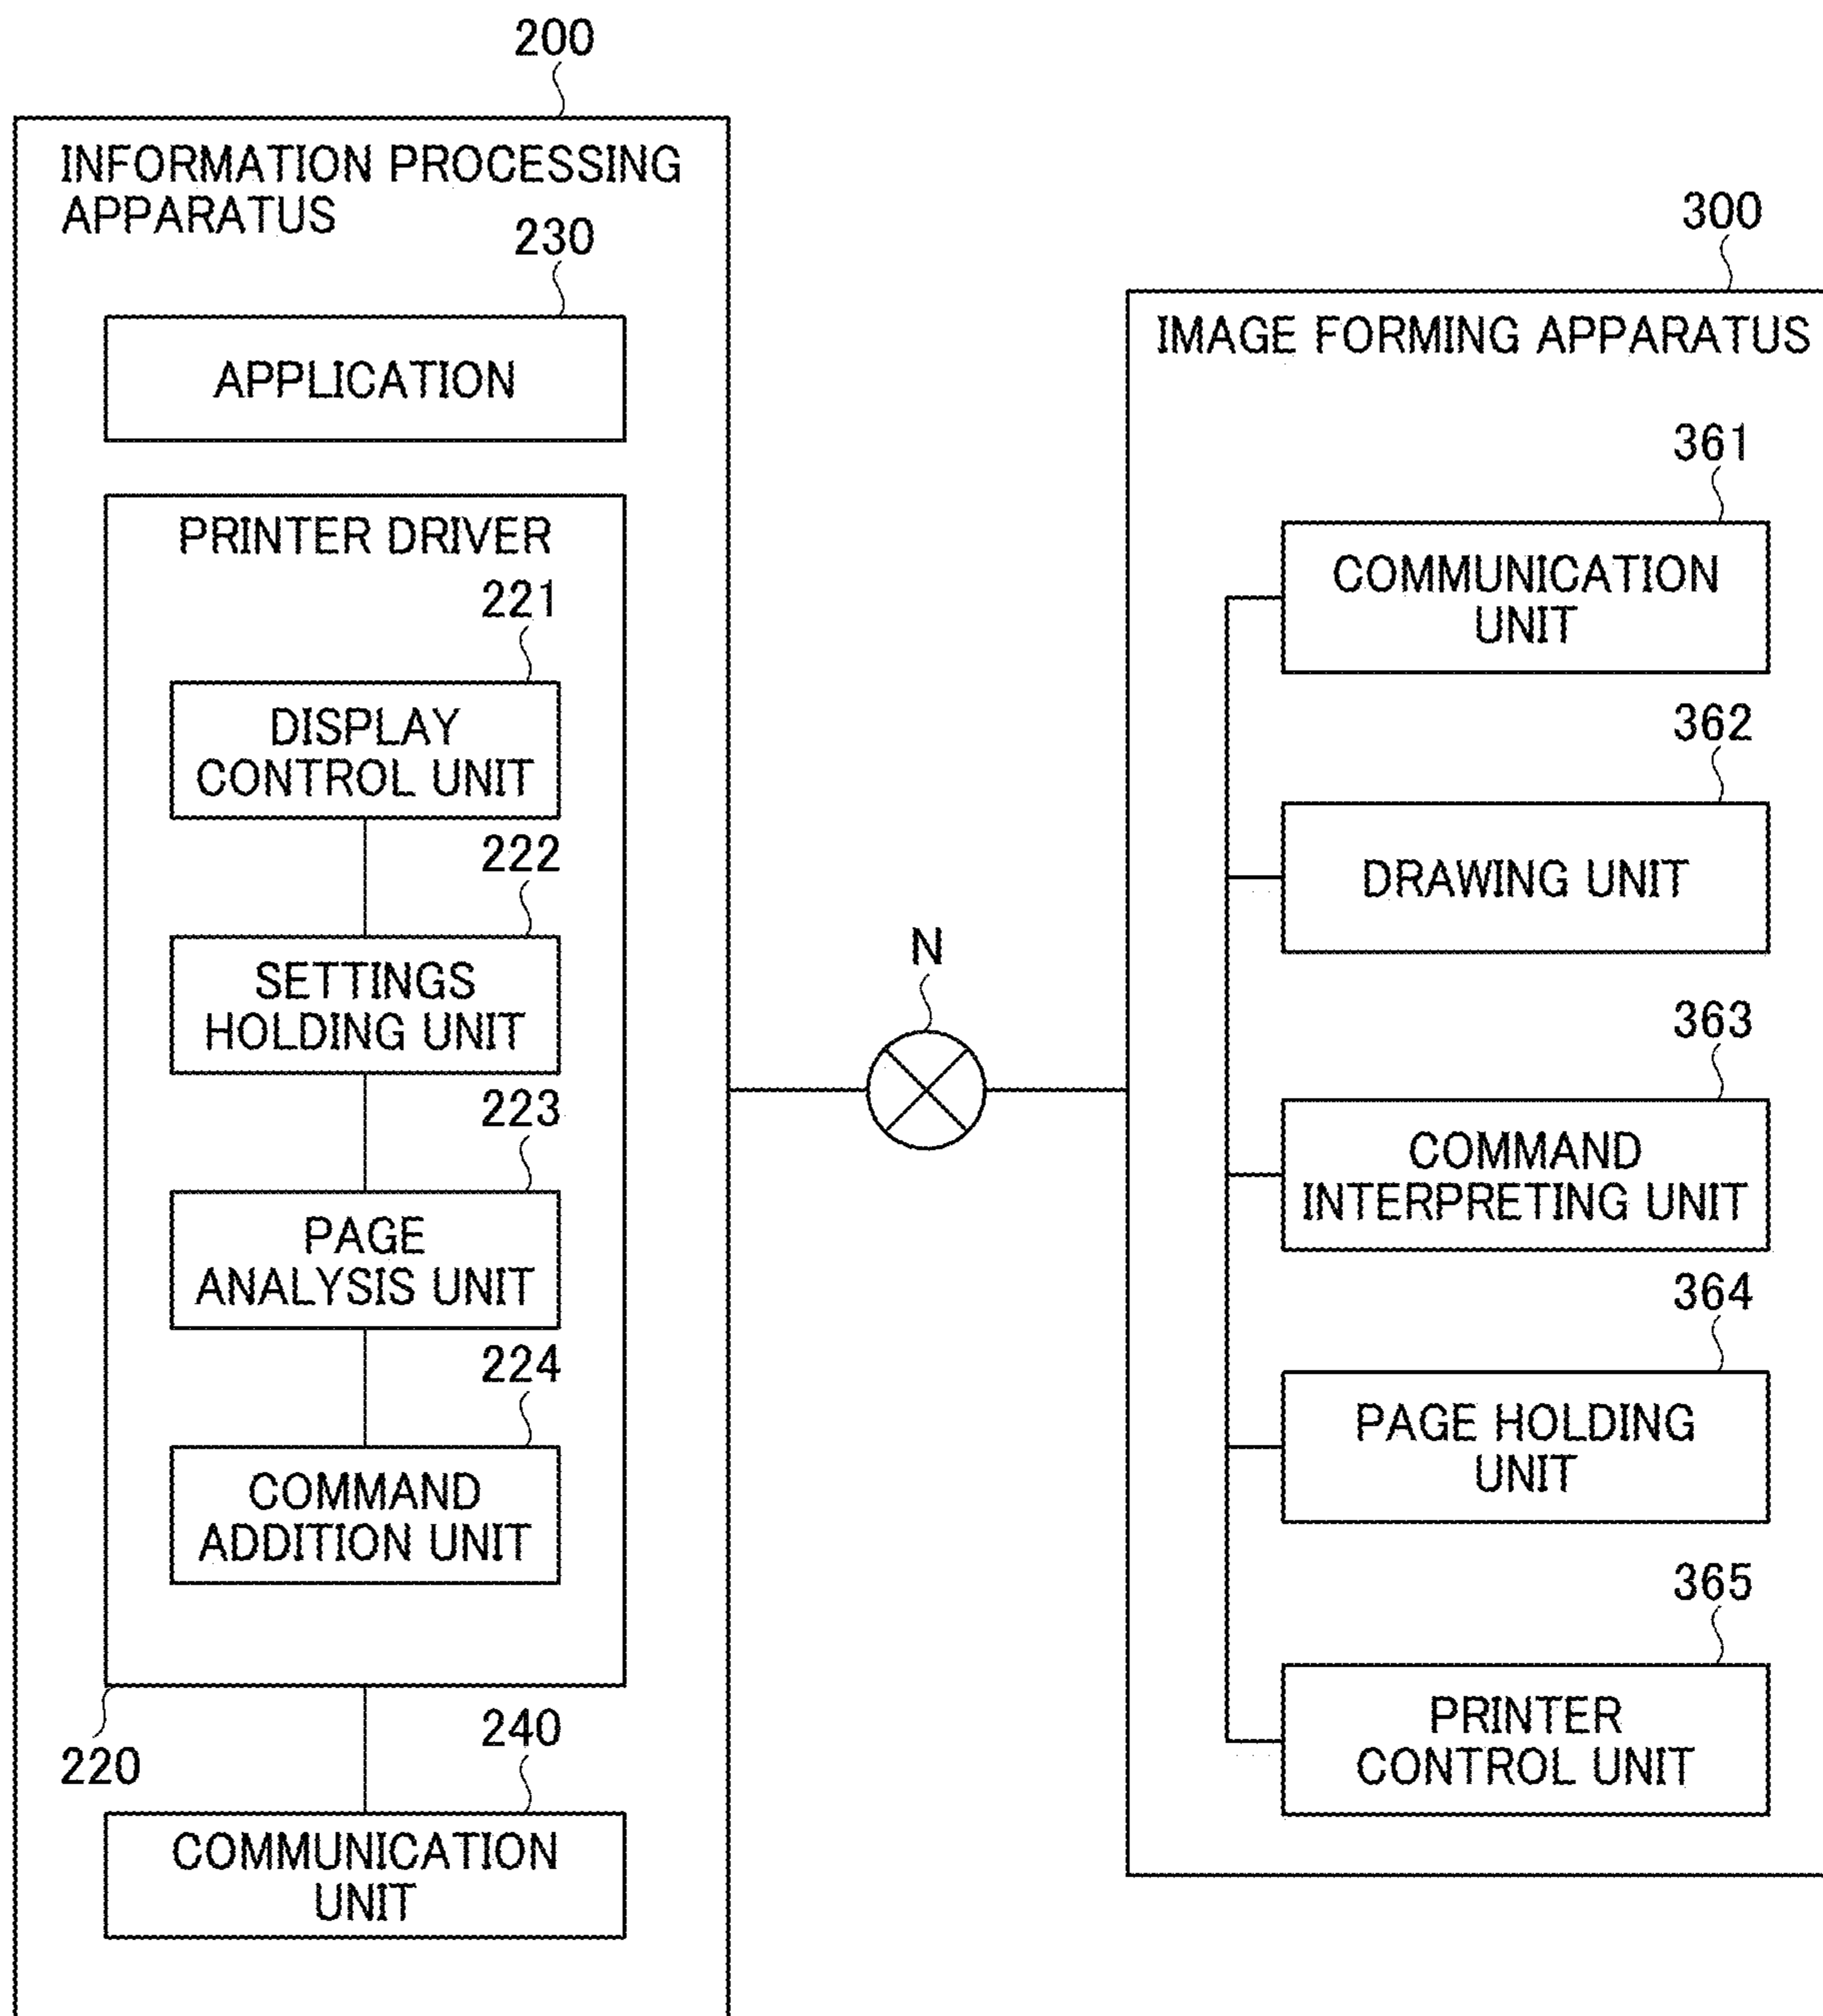 200
INFORMATION PROCESSING
APPARATUS
230
APPLICATION
PRINTER DRIVER
221
DISPLAY
CONTROL UNIT
222
SETTINGS
HOLDING UNIT
223
PAGE
ANALYSIS UNIT
224
COMMAND
ADDITION UNIT
220
240
COMMUNICATION
UNIT
N
300
IMAGE FORMING APPARATUS
361
COMMUNICATION
UNIT
362
DRAWING UNIT
363
COMMAND
INTERPRETING UNIT
364
PAGE HOLDING
UNIT
365
PRINTER
CONTROL UNIT